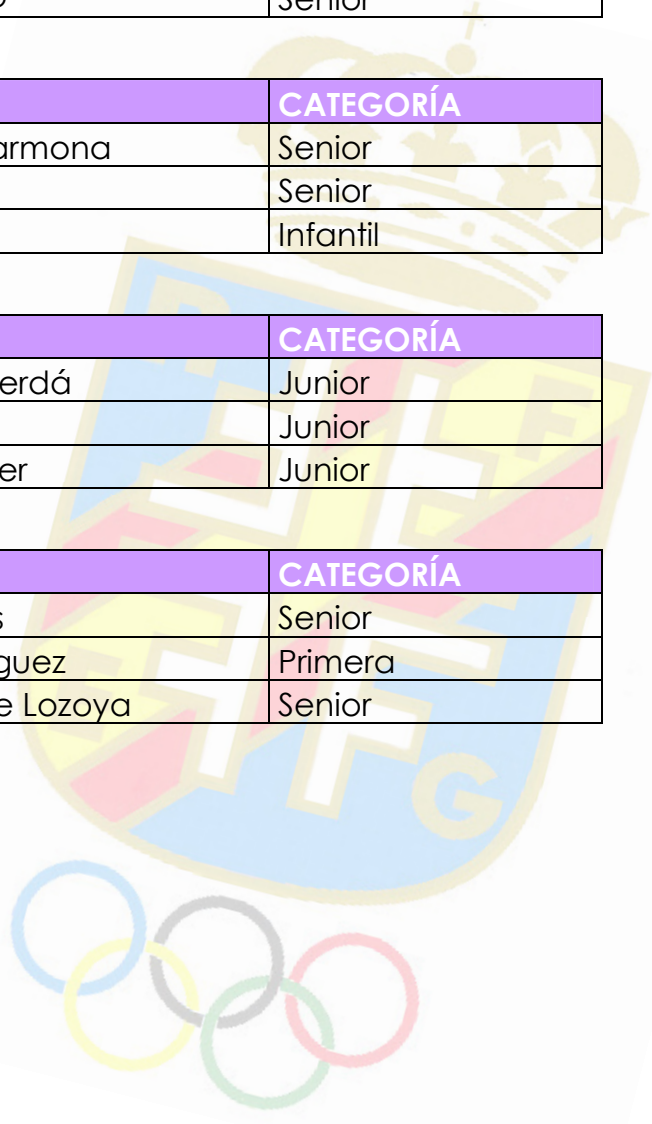 Senior
CATEGORÍA
armona Senior
Senior
Infantil
CATEGORÍA
erdá Junior
Junior
er Junior
CATEGORÍA
s Senior
guez Primera
e Lozoya Senior
R F
E F
G